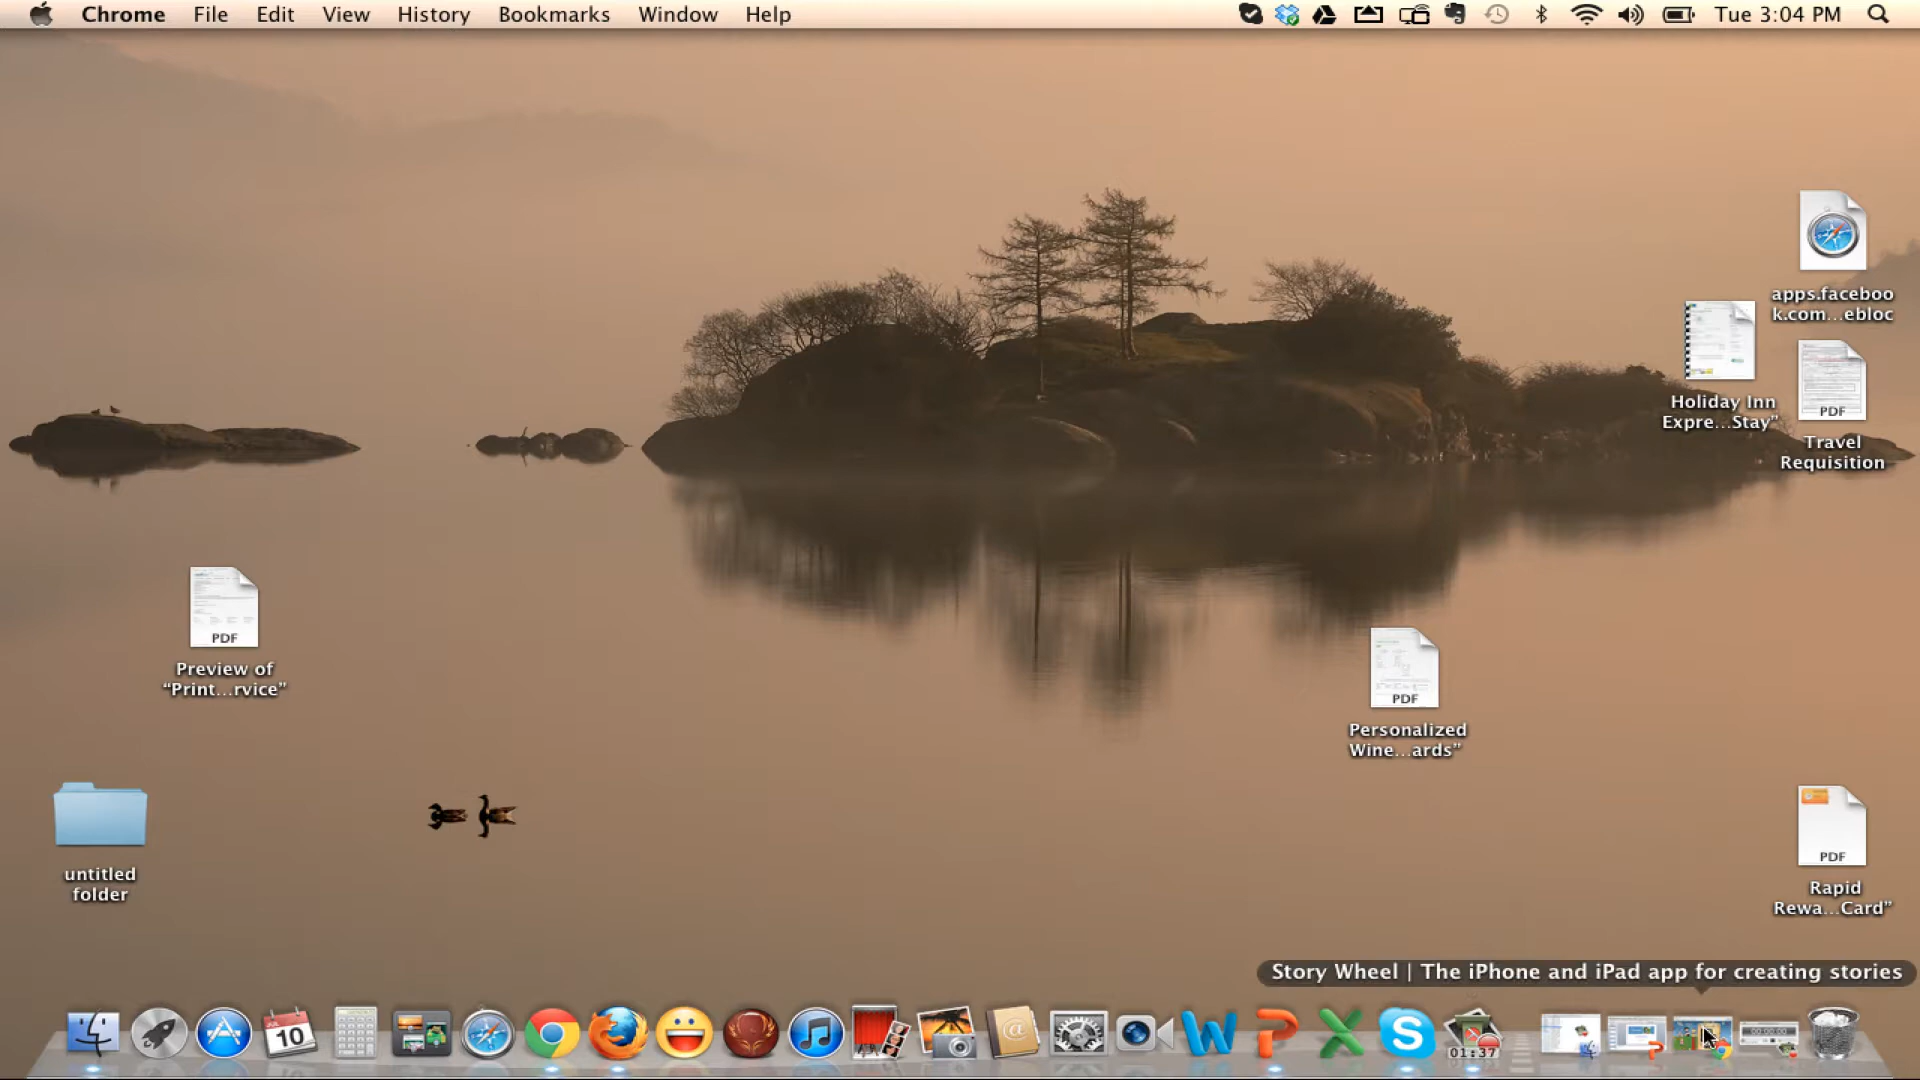 Chrome File Edit View History Bookmarks Window Help Tue 3:04 PM
apps.faceboo
k.com...ebloc
Holiday Inn
Expre...Stay”
PDF
Travel
Requisition
PDF
Preview of
“Print...rvice”
PDF
Personalized
Wine...ards”
untitled
folder
PDF
Rapid
Rewa...Card”
Story Wheel | The iPhone and iPad app for creating stories
10
01:37